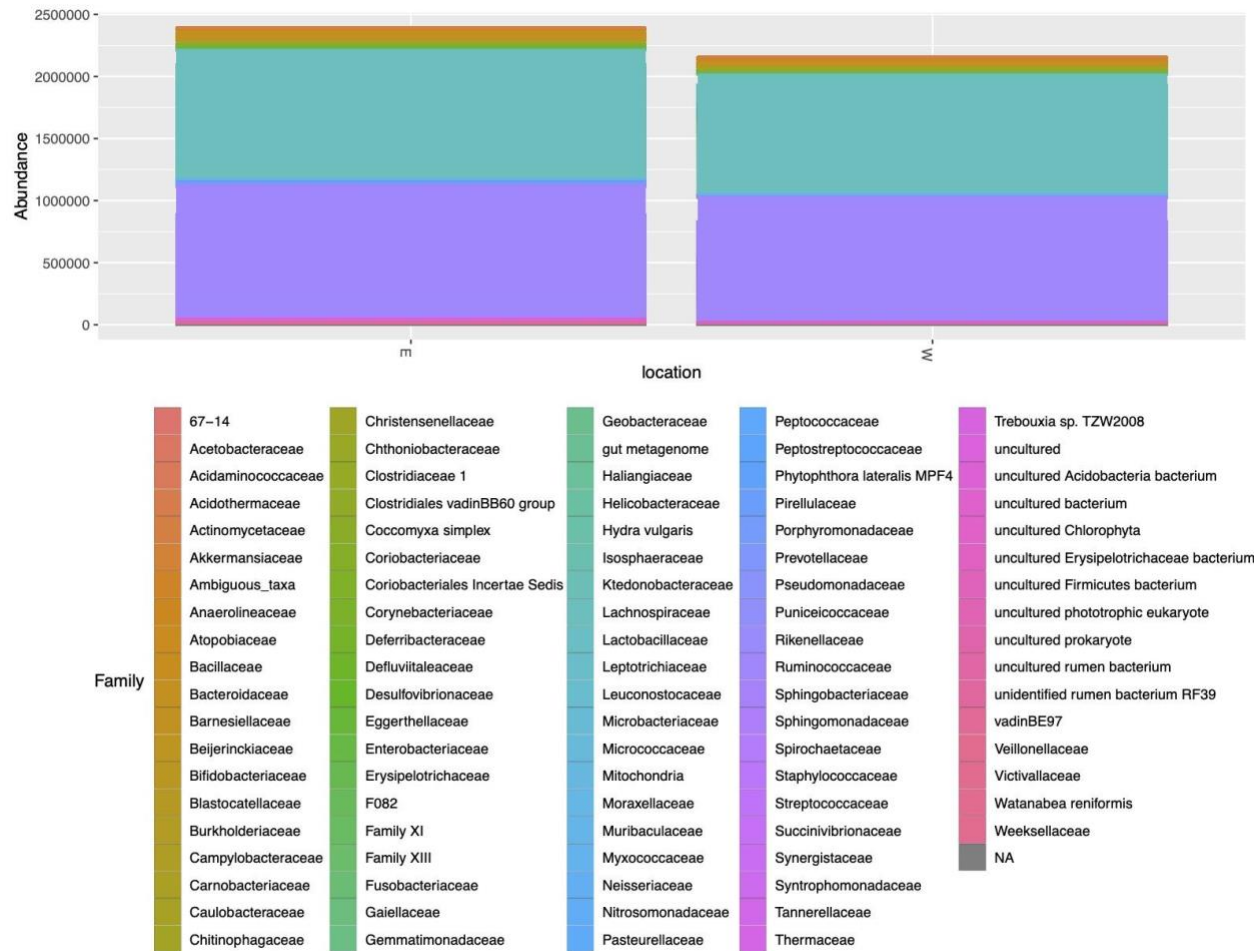 2500000
2000000
1500000
1000000
500000
0
Abundance
E
W
location
Family
67−14
Acetobacteraceae
Acidaminococcaceae
Acidothermaceae
Actinomycetaceae
Akkermansiaceae
Ambiguous_taxa
Anaerolineaceae
Atopobiaceae
Bacillaceae
Bacteroidaceae
Barnesiellaceae
Beijerinckiaceae
Bifidobacteriaceae
Blastocatellaceae
Burkholderiaceae
Campylobacteraceae
Carnobacteriaceae
Caulobacteraceae
Chitinophagaceae
Christensenellaceae
Chthoniobacteraceae
Clostridiaceae 1
Clostridiales vadinBB60 group
Coccomyxa simplex
Coriobacteriaceae
Coriobacteriales Incertae Sedis
Corynebacteriaceae
Deferribacteraceae
Defluviitaleaceae
Desulfovibrionaceae
Eggerthellaceae
Enterobacteriaceae
Erysipelotrichaceae
F082
Family XI
Family XIII
Fusobacteriaceae
Gaiellaceae
Gemmatimonadaceae
Geobacteraceae
gut metagenome
Haliangiaceae
Helicobacteraceae
Hydra vulgaris
Isosphaeraceae
Ktedonobacteraceae
Lachnospiraceae
Lactobacillaceae
Leptotrichiaceae
Leuconostocaceae
Microbacteriaceae
Micrococcaceae
Mitochondria
Moraxellaceae
Muribaculaceae
Myxococcaceae
Neisseriaceae
Nitrosomonadaceae
Pasteurellaceae
Peptococcaceae
Peptostreptococcaceae
Phytophthora lateralis MPF4
Pirellulaceae
Porphyromonadaceae
Prevotellaceae
Pseudomonadaceae
Puniceicoccaceae
Rikenellaceae
Ruminococcaceae
Sphingobacteriaceae
Sphingomonadaceae
Spirochaetaceae
Staphylococcaceae
Streptococcaceae
Succinivibrionaceae
Synergistaceae
Syntrophomonadaceae
Tannerellaceae
Thermaceae
Trebouxia sp. TZW2008
uncultured
uncultured Acidobacteria bacterium
uncultured bacterium
uncultured Chlorophyta
uncultured Erysipelotrichaceae bacterium
uncultured Firmicutes bacterium
uncultured phototrophic eukaryote
uncultured prokaryote
uncultured rumen bacterium
unidentified rumen bacterium RF39
vadinBE97
Veillonellaceae
Victivallaceae
Watanabea reniformis
Weeksellaceae
NA